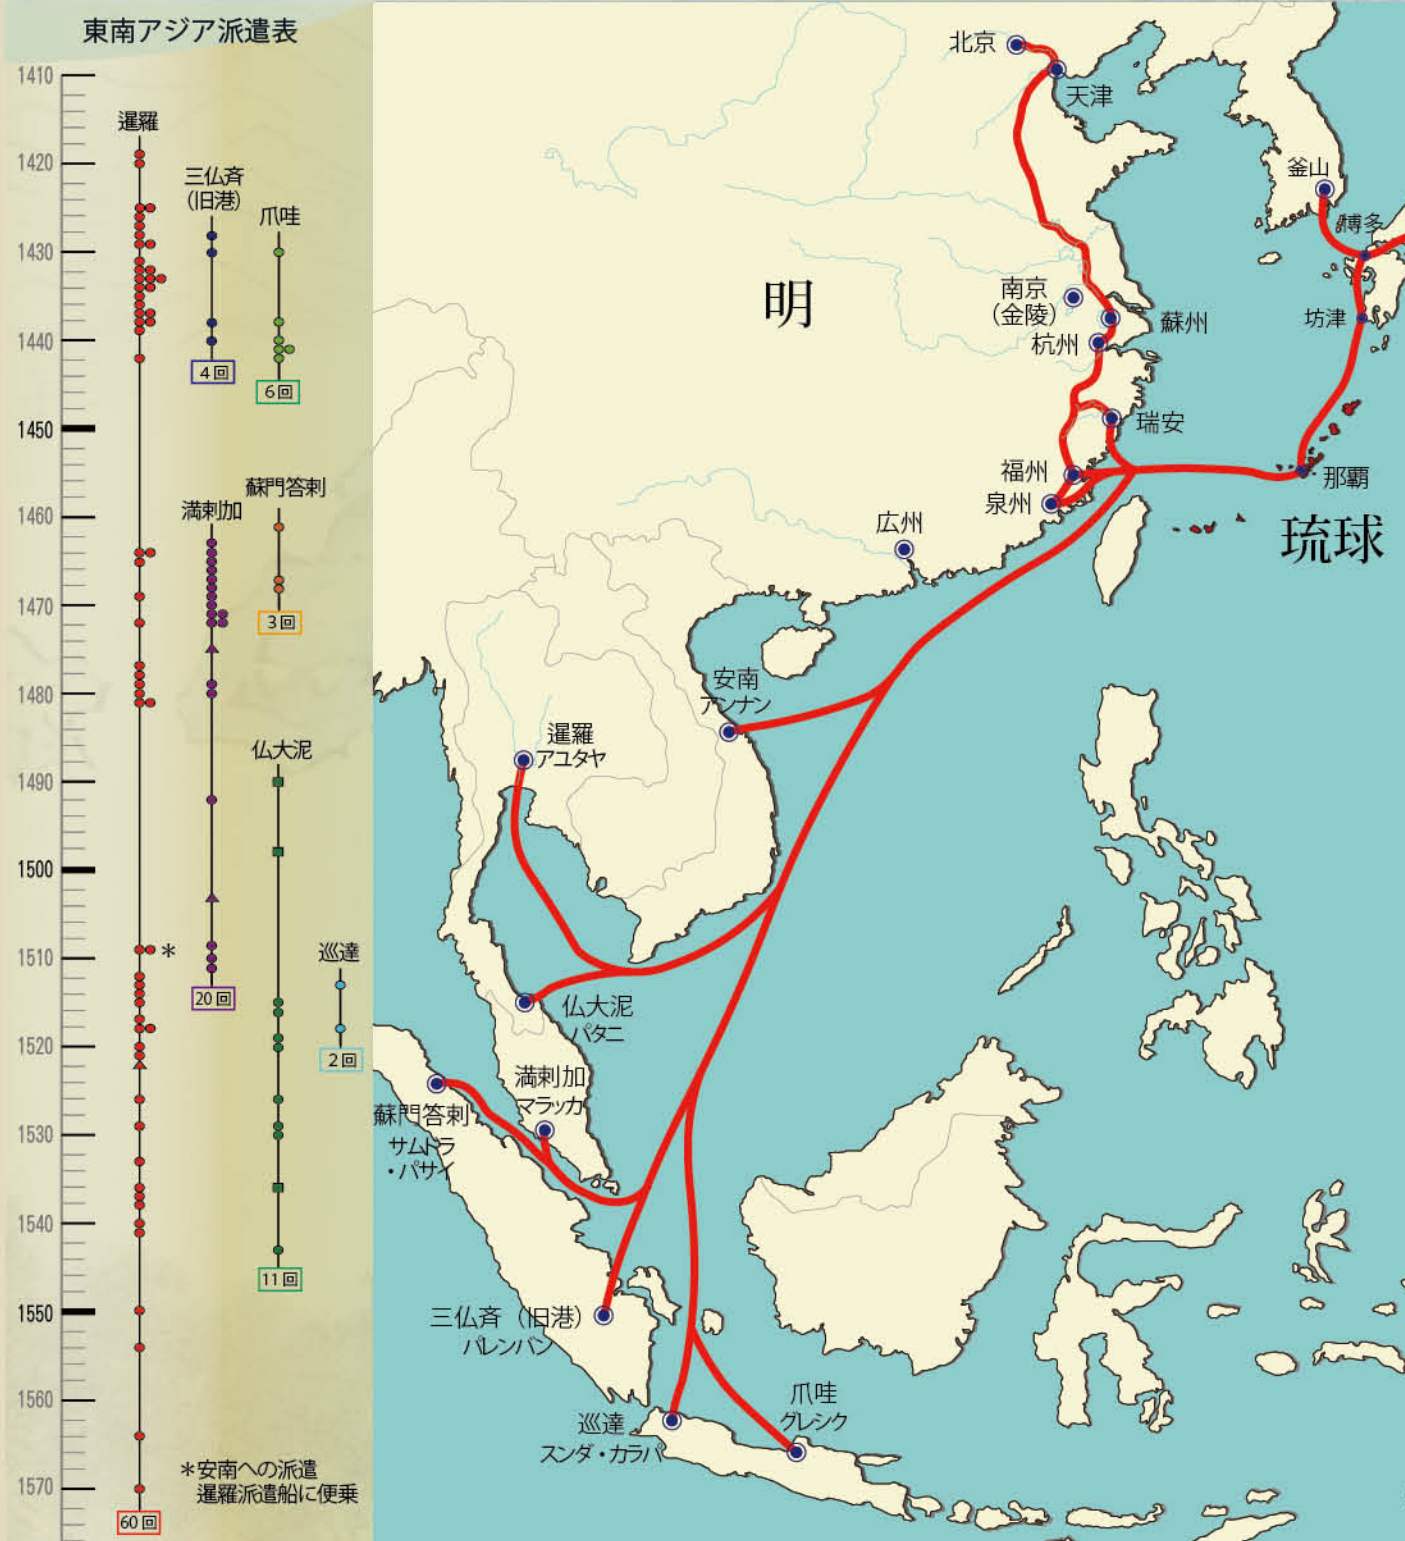 東南アジア派遣表
1410
1420
1430
1440
1450
1460
1470
1480
1490
1500
1510
1520
1530
1540
1550
1560
1570
暹羅
60回
三仏斉
（旧港）
4回
爪哇
6回
満剌加
20回
蘇門答剌
3回
仏大泥
11回
巡達
2回
*
*安南への派遣
暹羅派遣船に便乗
北京
天津
釜山
博多
坊津
明
南京
（金陵）
蘇州
杭州
瑞安
福州
泉州
広州
那覇
琉球
安南
アンナン
暹羅
アユタヤ
仏大泥
パタニ
満剌加
マラッカ
蘇門答剌
サムドラ
・パサイ
三仏斉（旧港）
パレンバン
巡達
スンダ・カラパ
爪哇
グレシク